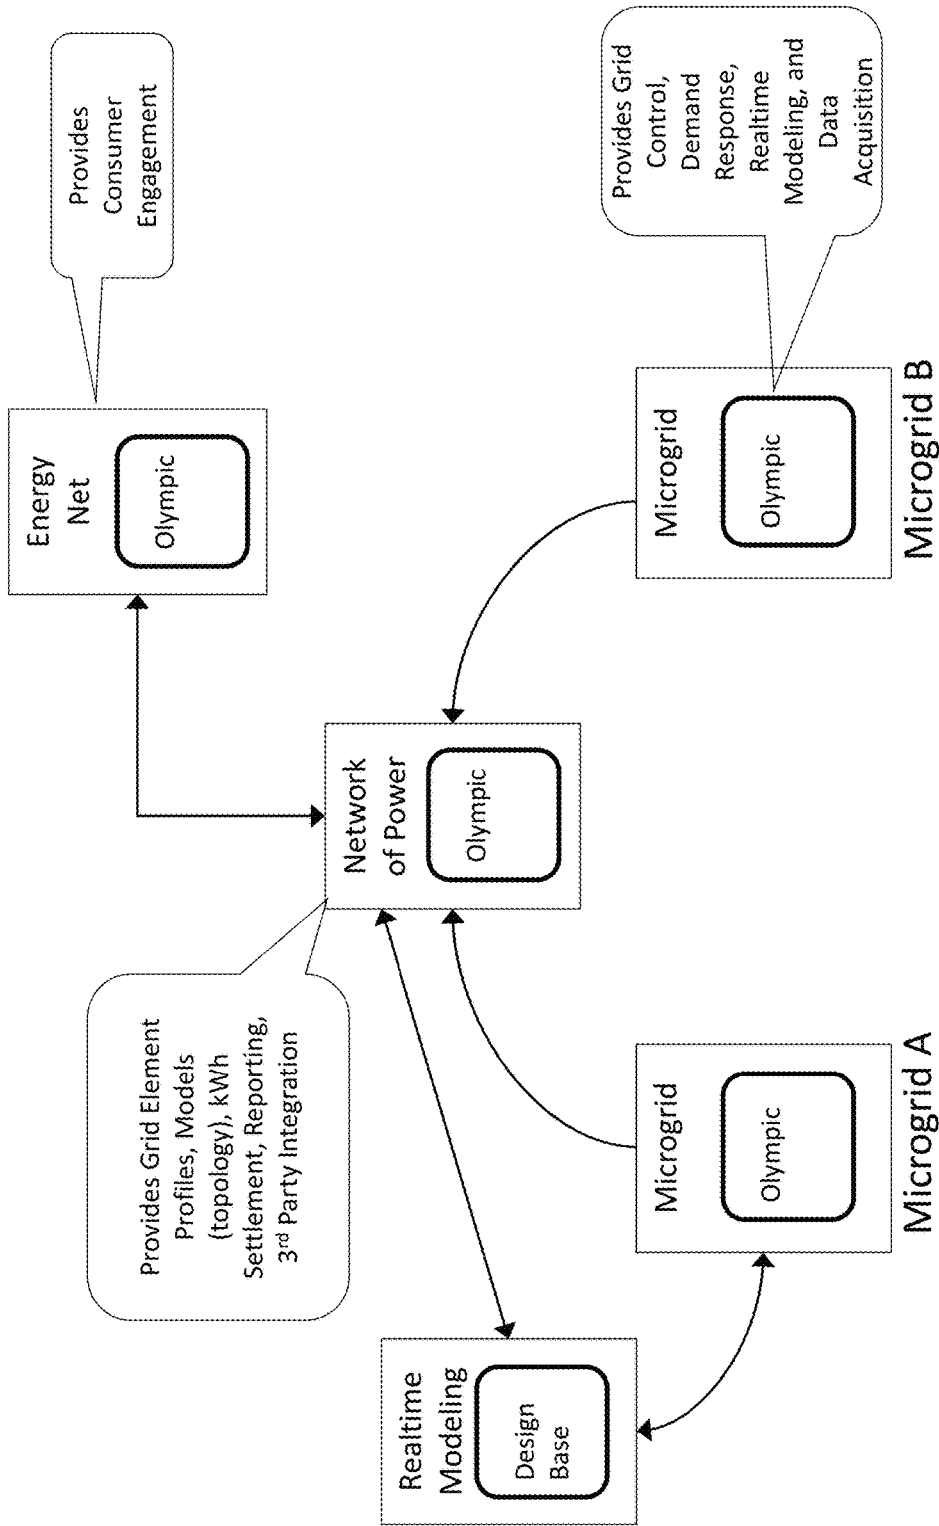 Energy
Net
Olympic
Provides
Consumer
Engagement
Provides Grid Element
Profiles, Models
(topology), kWh
Settlement, Reporting,
3rd Party Integration
Network
of Power
Olympic
Realtime
Modeling
Design
Base
Microgrid
Olympic
Microgrid A
Microgrid
Olympic
Microgrid B
Provides Grid
Control,
Demand
Response,
Realtime
Modeling, and
Data
Acquisition